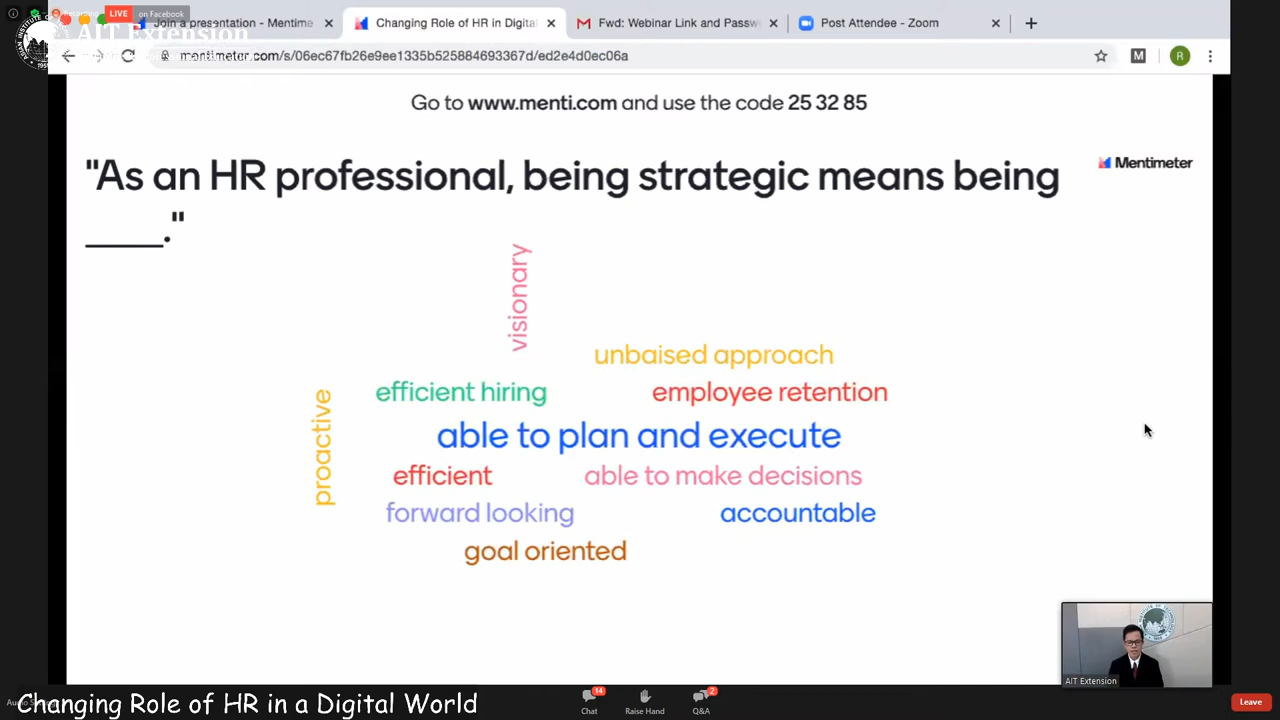 LIVE on Facebook
AIT Extension
presentation - Mentime
Changing Role of HR in Digital
Fwd: Webinar Link and Passw
Post Attendee - Zoom
mentimeter.com/s/06ec67fb26e9ee1335b525884693367d/ed2e4d0ec06a
M
R
Go to www.menti.com and use the code 25 32 85
"As an HR professional, being strategic means being
____."
Mentimeter
visionary
unbaised approach
efficient hiring
employee retention
proactive
able to plan and execute
efficient
able to make decisions
forward looking
accountable
goal oriented
AIT Extension
Changing Role of HR in a Digital World
14
2
Chat
Raise Hand
Q&A
Leave